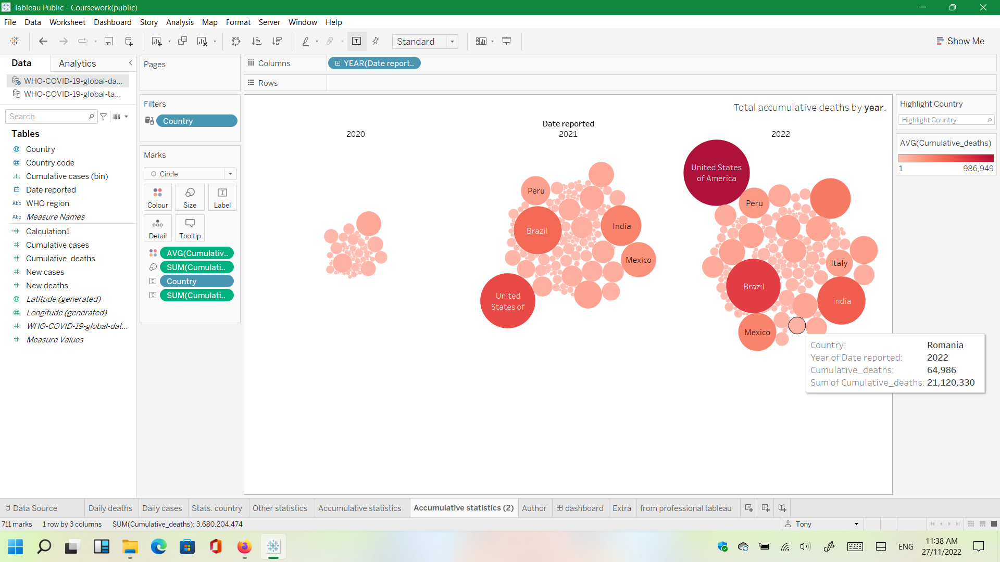 Tableau Public - Coursework(public)
File Data Worksheet Dashboard Story Analysis Map Format Server Window Help
Standard
Show Me
Data Analytics
WHO-COVID-19-global-da...
WHO-COVID-19-global-ta...
Search
Tables
Country
Country code
Cumulative cases (bin)
Date reported
Abc WHO region
Abc Measure Names
Calculation1
Cumulative cases
Cumulative_deaths
New cases
New deaths
Latitude (generated)
Longitude (generated)
WHO-COVID-19-global-dat...
Measure Values
Pages
Filters
Country
Marks
Circle
Colour Size Label
Detail Tooltip
AVG(Cumulativ..
SUM(Cumulati..
Country
SUM(Cumulati..
Columns YEAR(Date report..
Rows
Total accumulative deaths by year.
Date reported
2020 2021 2022
Peru
Brazil
India
Mexico
United
States of
United States
of America
Peru
Italy
Brazil
India
Mexico
Country: Romania
Year of Date reported: 2022
Cumulative_deaths: 64,986
Sum of Cumulative_deaths: 21,120,330
Highlight Country
Highlight Country
AVG(Cumulative_deaths)
1 986,949
Data Source Daily deaths Daily cases Stats. country Other statistics Accumulative statistics Accumulative statistics (2) Author dashboard Extra from professional tableau
711 marks 1 row by 3 columns SUM(Cumulative_deaths): 3,680,204,474 Tony
ENG
11:38 AM
27/11/2022